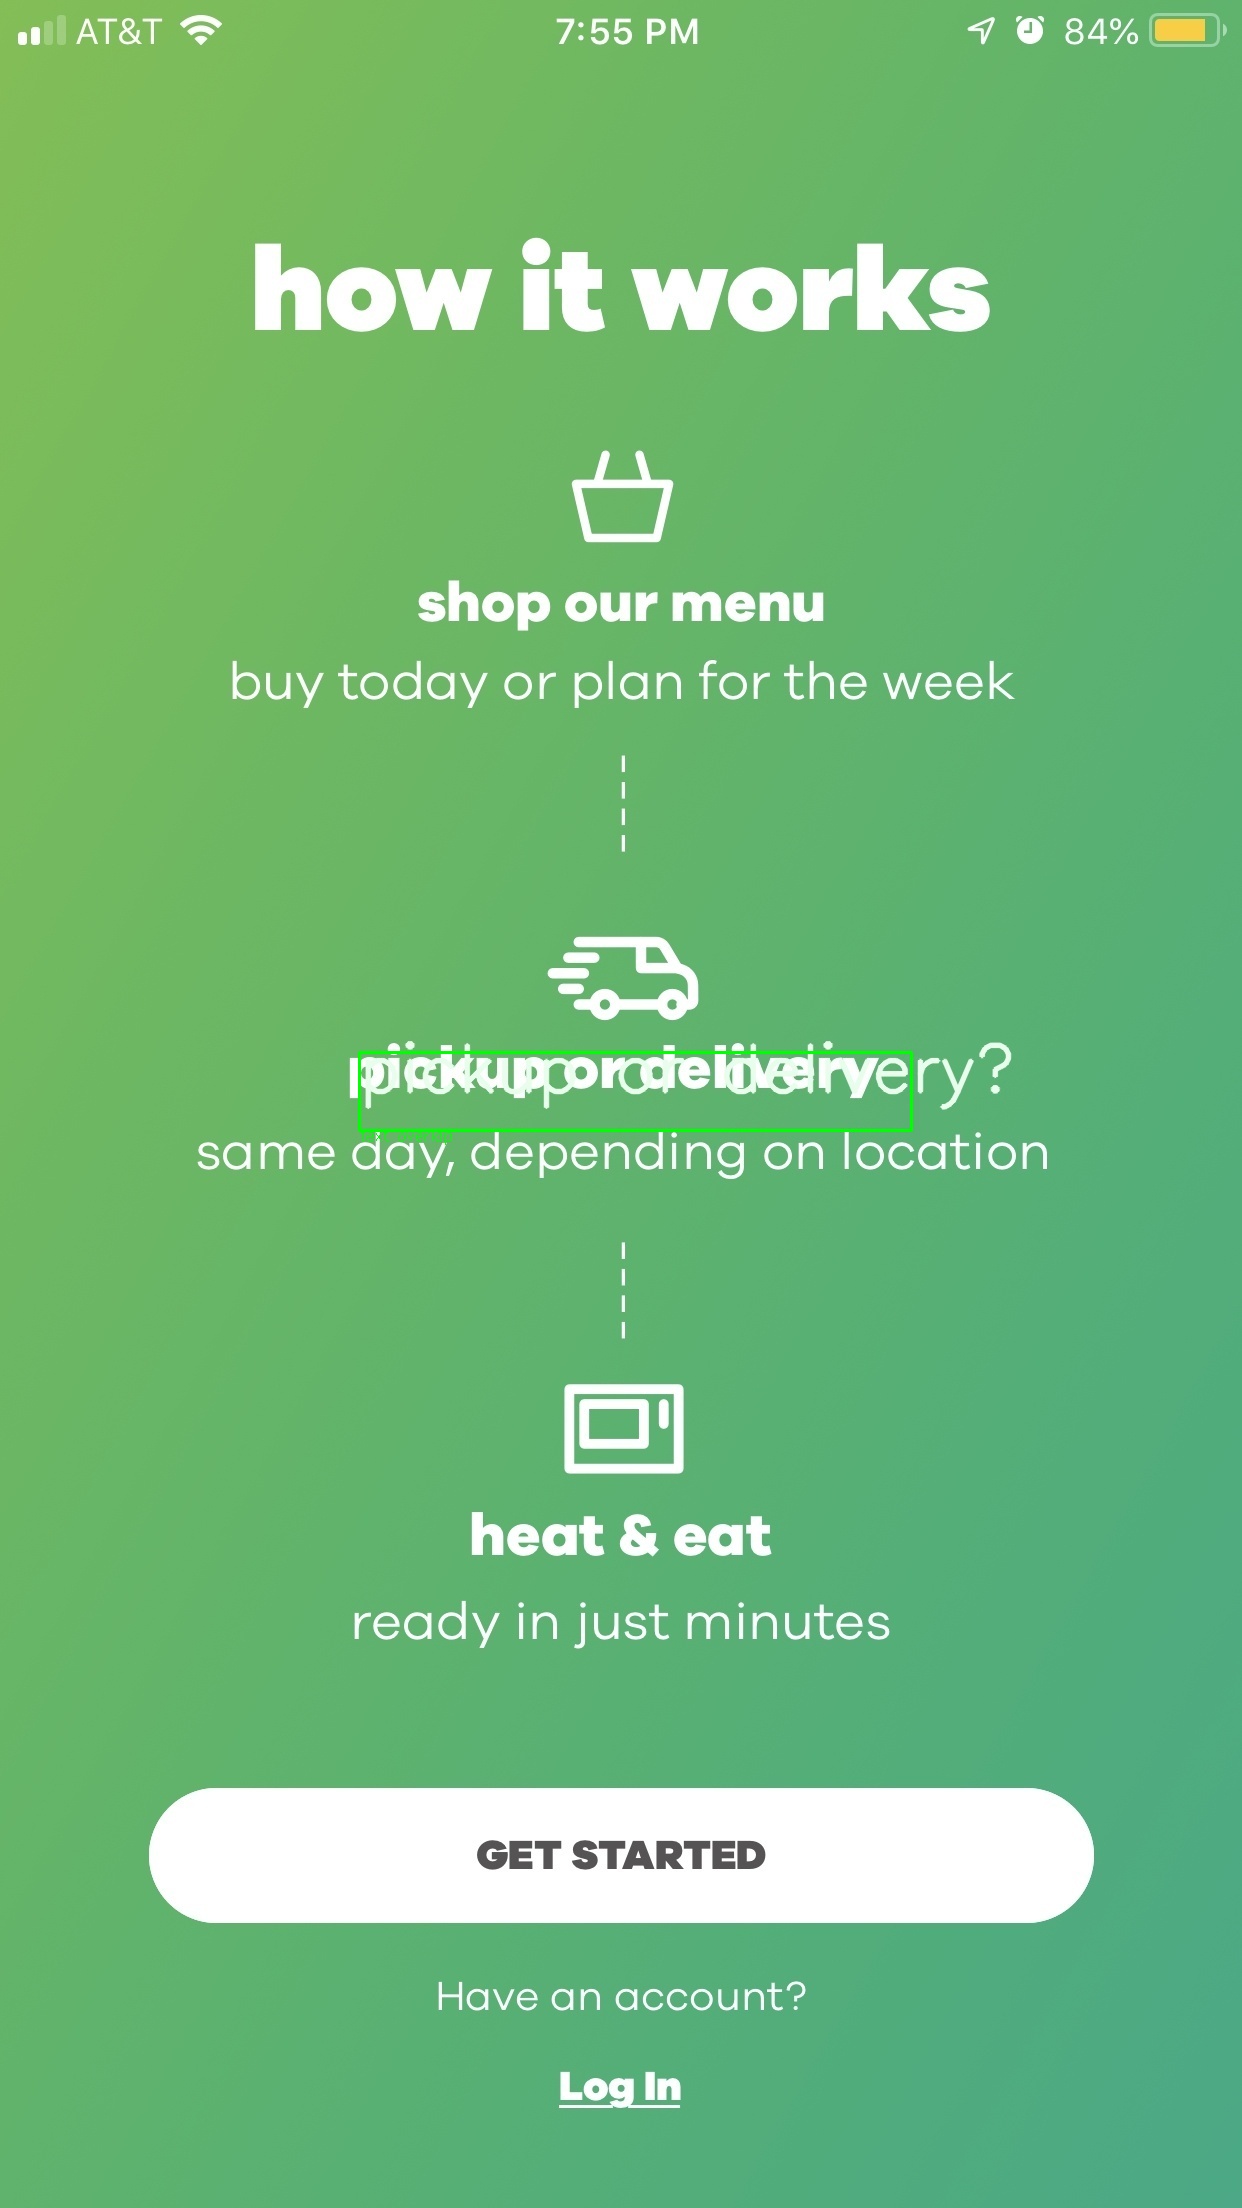 AT&T 7:55 PM 84%
how it works
shop our menu
buy today or plan for the week
pickup or delivery
pickup or delivery?
same day, depending on location
heat & eat
ready in just minutes
GET STARTED
Have an account?
Log In